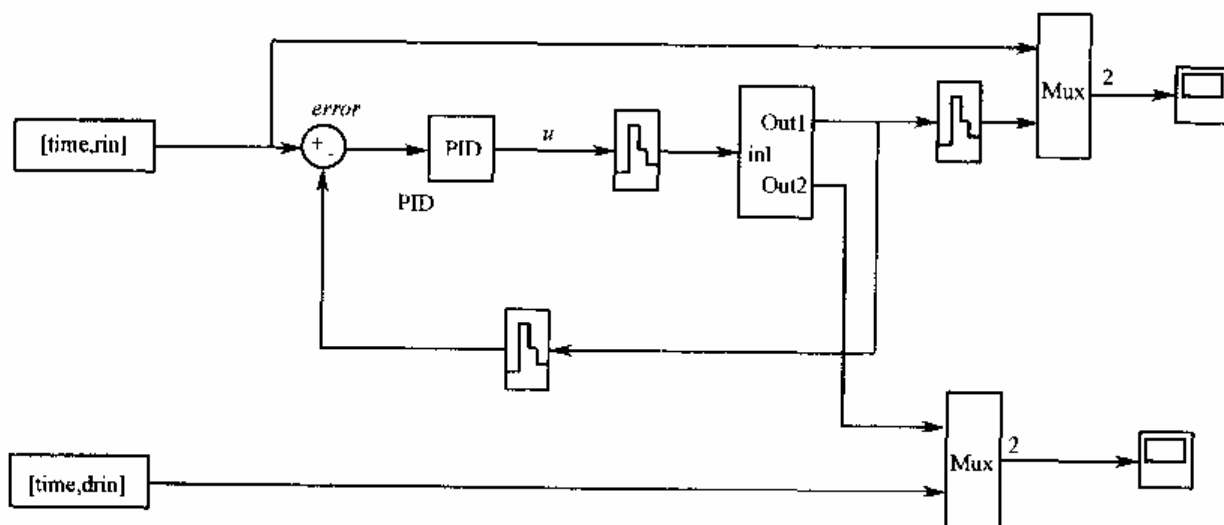 error
[time,rin]
+
-
PID
PID
u
in1
Out1
Out2
Mux
2
[time,drin]
Mux
2